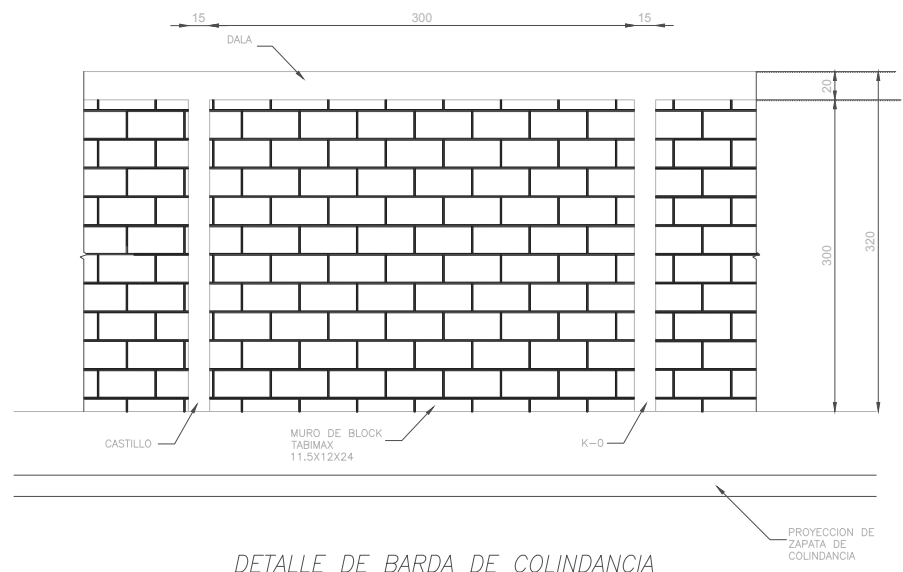 15
300
15
DALA
20
300
320
CASTILLO
MURO DE BLOCK
TABIMAX
11.5X12X24
K-0
PROYECCION DE
ZAPATA DE
COLINDANCIA
DETALLE DE BARDA DE COLINDANCIA